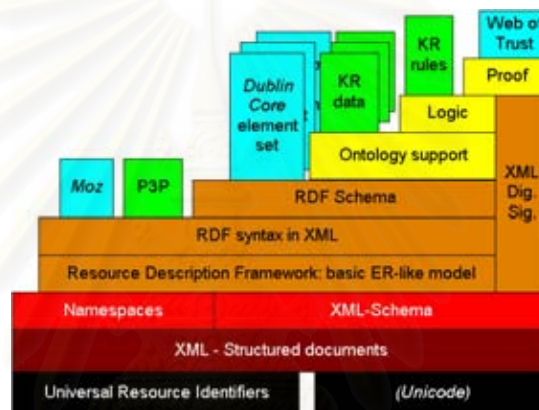 Web of
Trust
KR
rules
Proof
Dublin
Core
element
set
KR
data
Logic
Ontology support
XML
Dig.
Sig.
Moz
P3P
RDF Schema
RDF syntax in XML
Resource Description Framework: basic ER-like model
Namespaces
XML-Schema
XML - Structured documents
Universal Resource Identifiers
(Unicode)